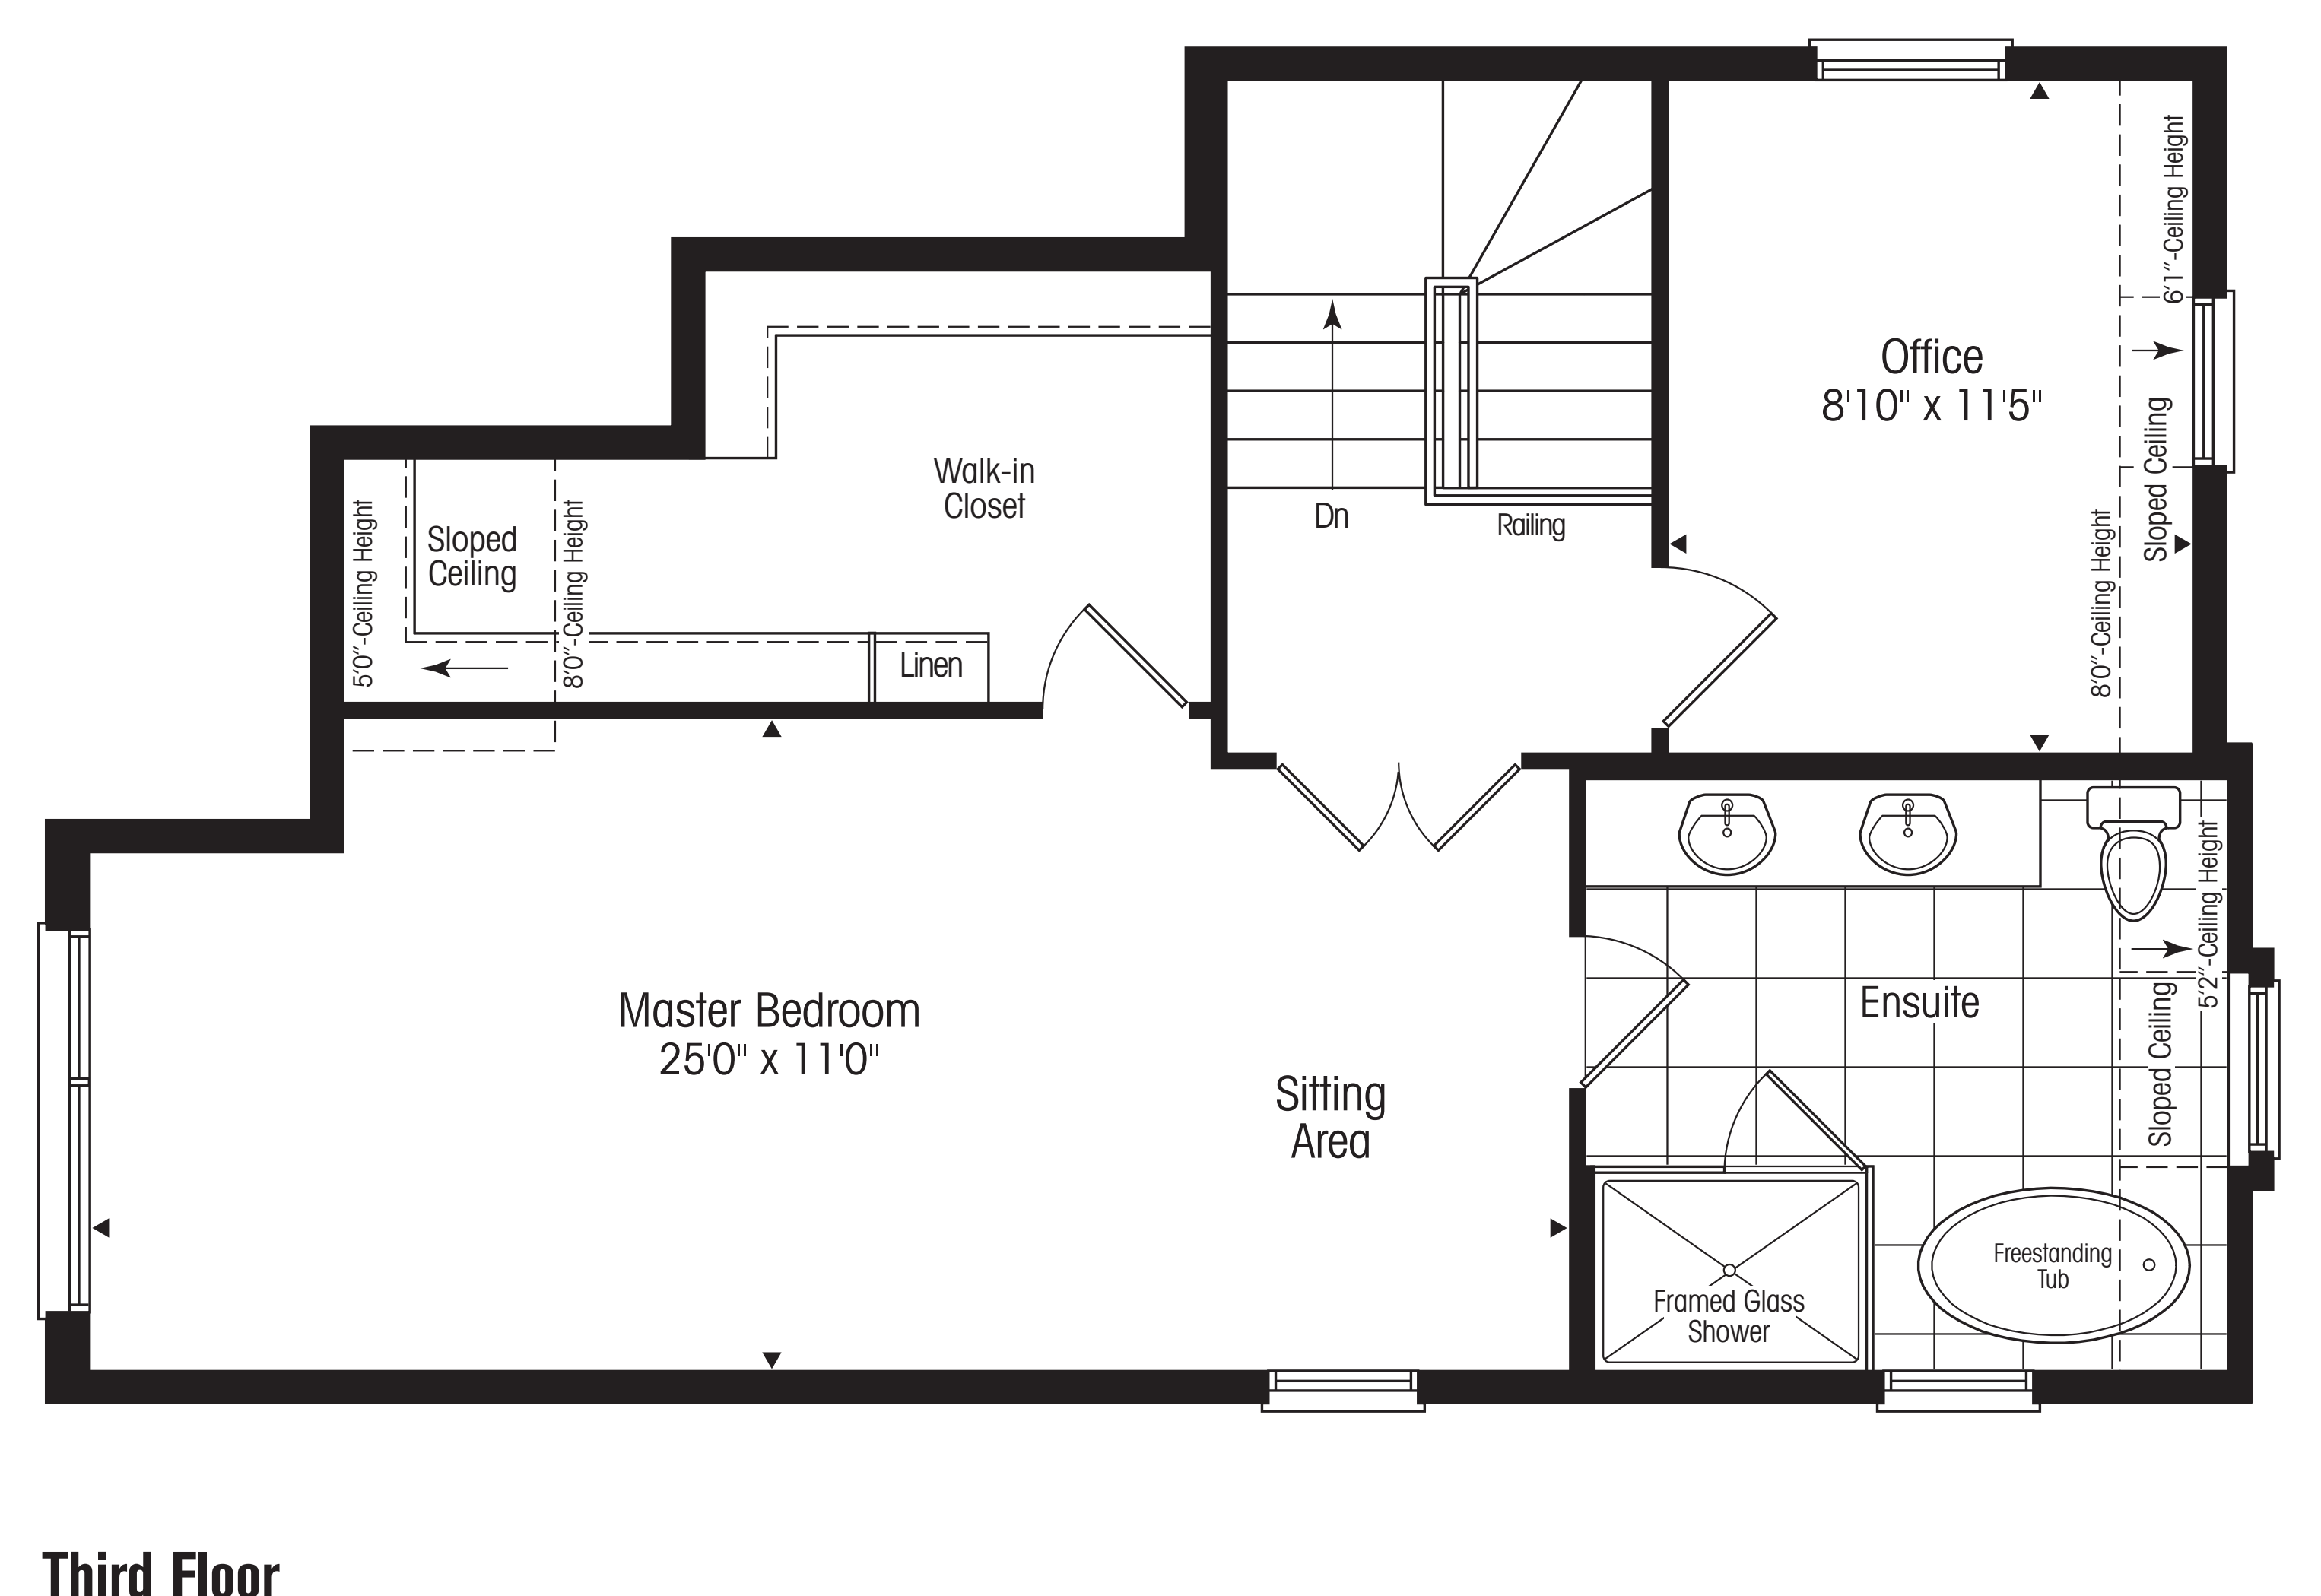 6'1"-Ceiling Height
Office
8'10" x 11'5"
Sloped Ceiling
8'0"-Ceiling Height
Walk-in
Closet
Dn
Railing
5'0"-Ceiling Height
Sloped
Ceiling
8'0"-Ceiling Height
Linen
5'2"-Ceiling Height
Master Bedroom
25'0" x 11'0"
Sitting
Area
Ensuite
Sloped Ceiling
Freestanding
Tub
Framed Glass
Shower
Third Floor